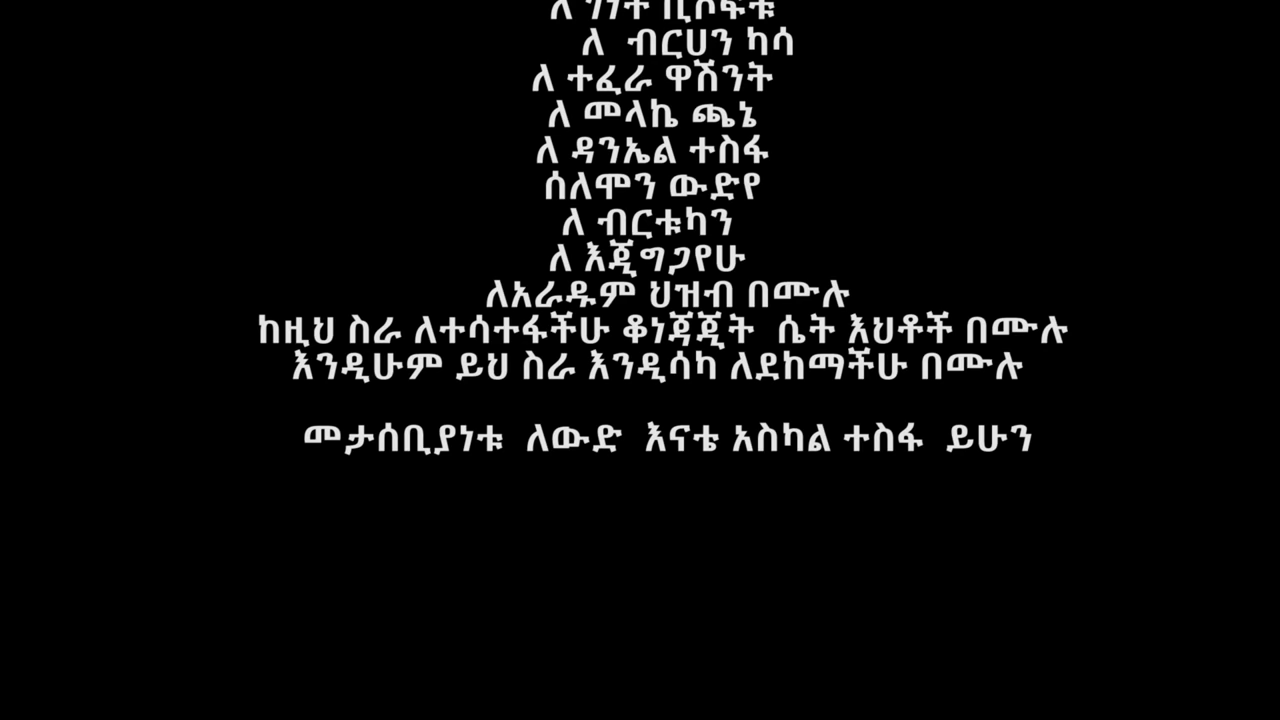 ለ ብርሀን ካሳ
ለ ተፈራ ዋሽንት
ለ መላኬ ጫኔ
ለ ዳንኤል ተስፋ
ሰለሞን ውድየ
ለ ብርቱካን
ለ እጂግጋየሁ
ለአራዱም ህዝብ በሙሉ
ከዚህ ስራ ለተሳተፋችሁ ቆነጃጂት ሴት እህቶች በሙሉ
እንዲሁም ይህ ስራ እንዲሳካ ለደከማችሁ በሙሉ
መታሰቢያነቱ ለውድ እናቴ አስካል ተስፋ ይሁን